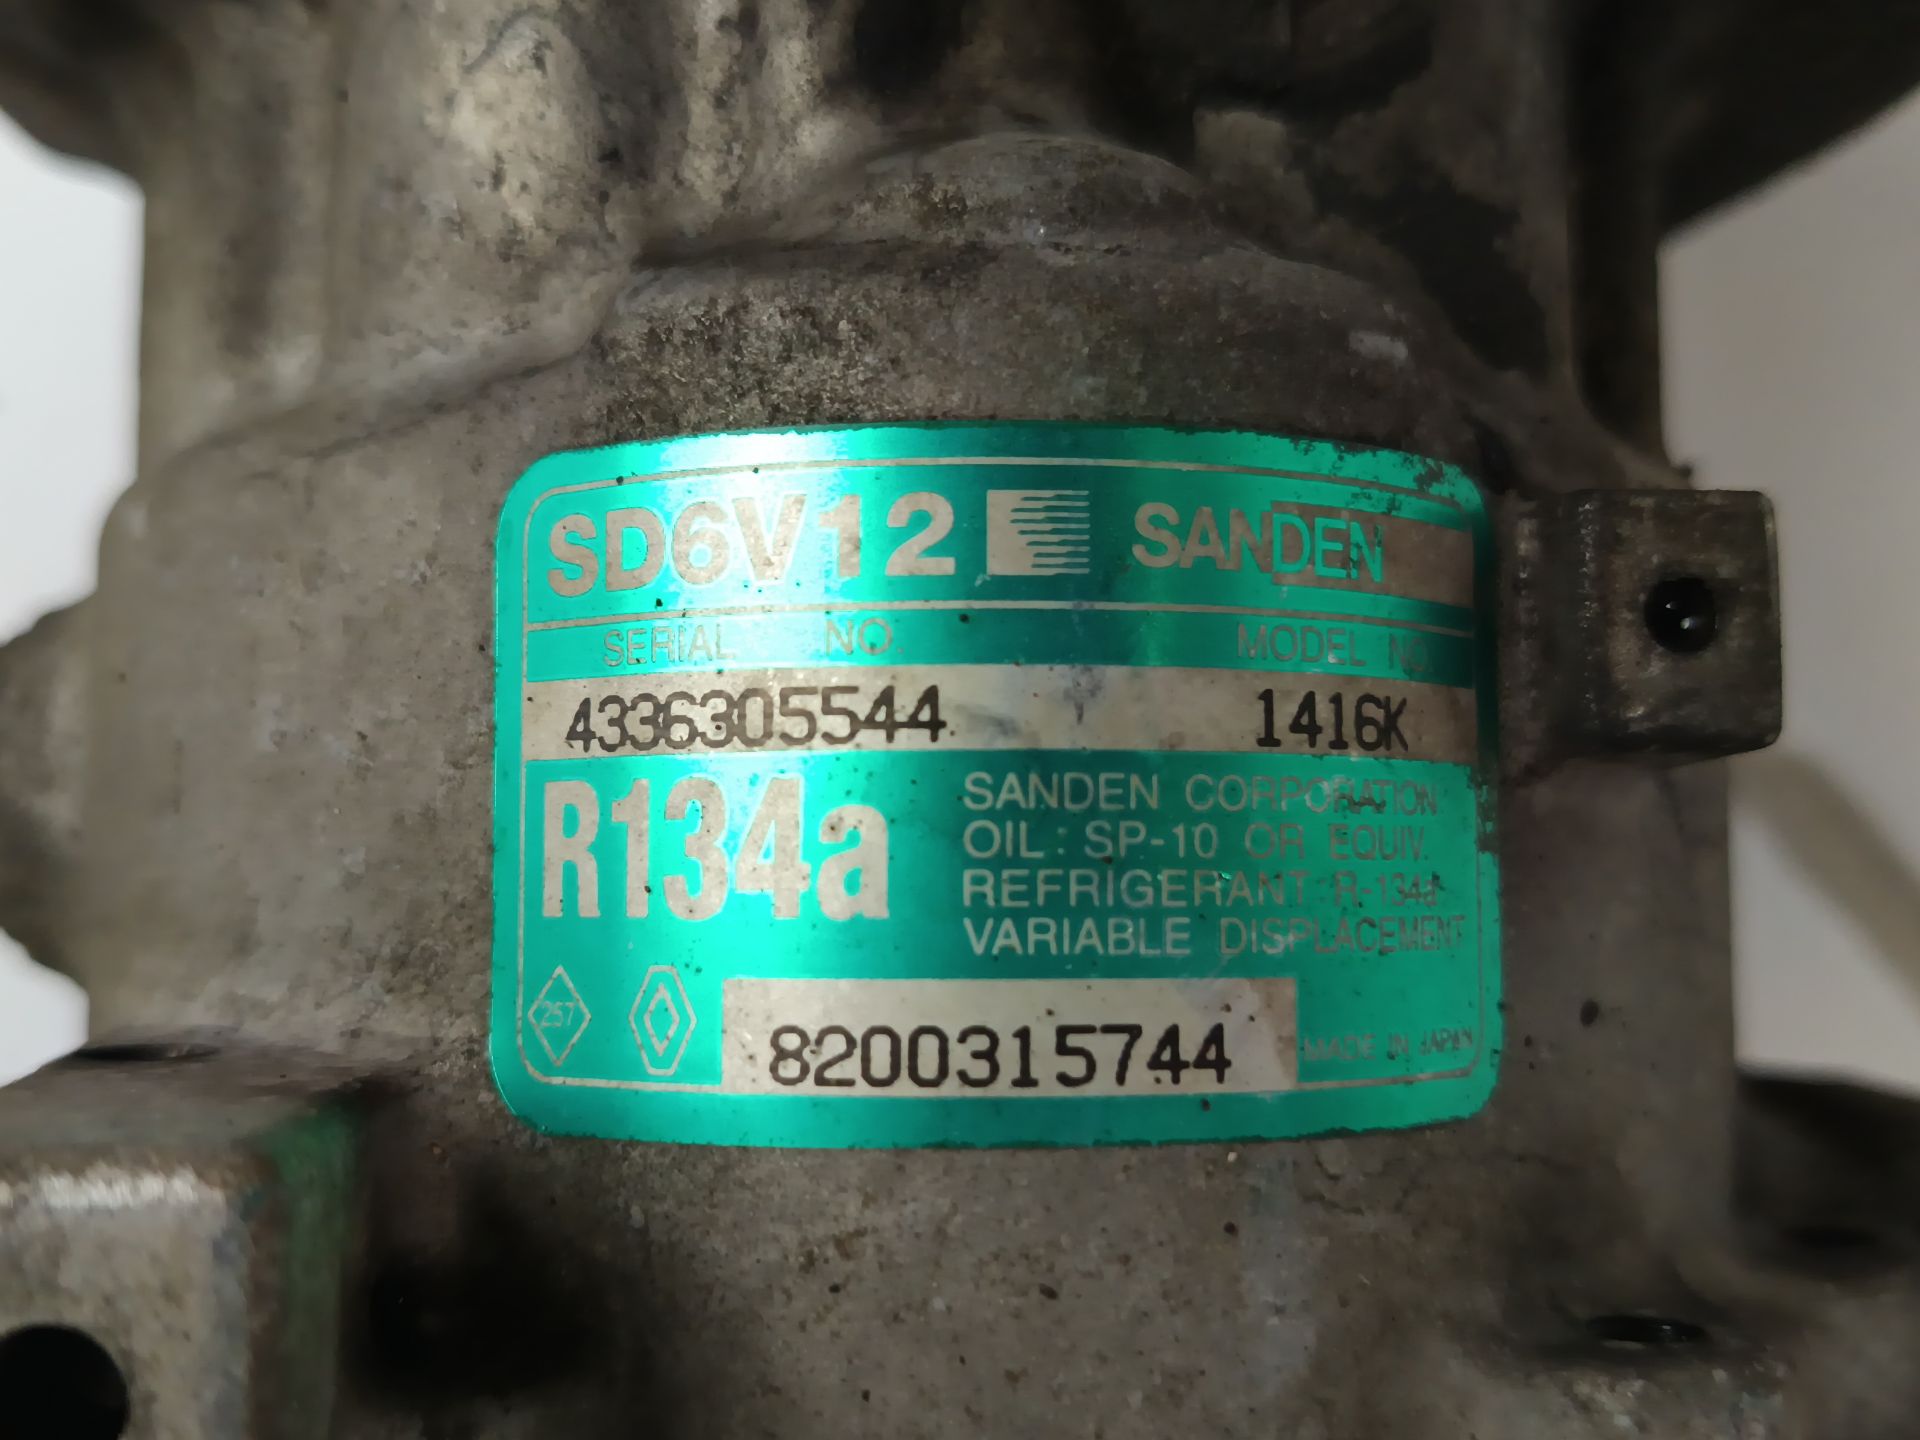 SD6V12 SANDEN
SERIAL NO. MODEL NO.
4336305544 1416K
R134a
SANDEN CORPORATION
OIL : SP-10 OR EQUIV.
REFRIGERANT : R-134a
VARIABLE DISPLACEMENT
257
8200315744
MADE IN JAPAN